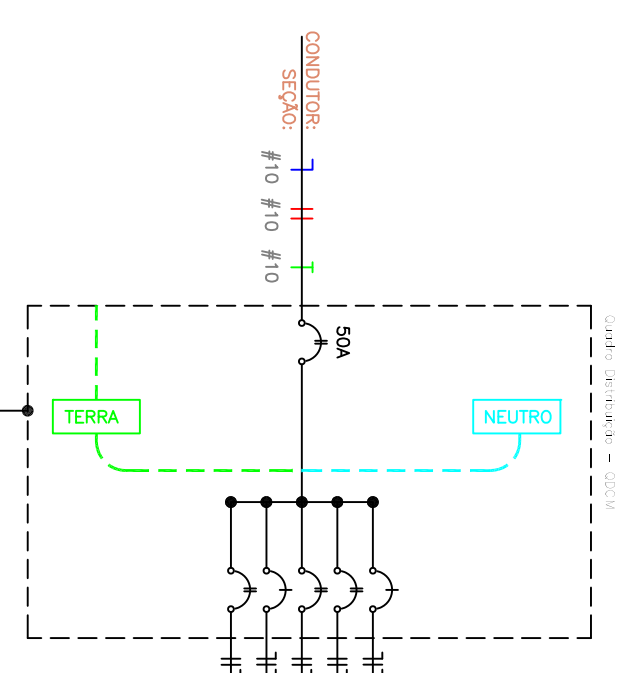 CONDUTOR:
SEÇÃO:
#10
#10
#10
50A
TERRA
NEUTRO
Quadro Distribuição - QDCM